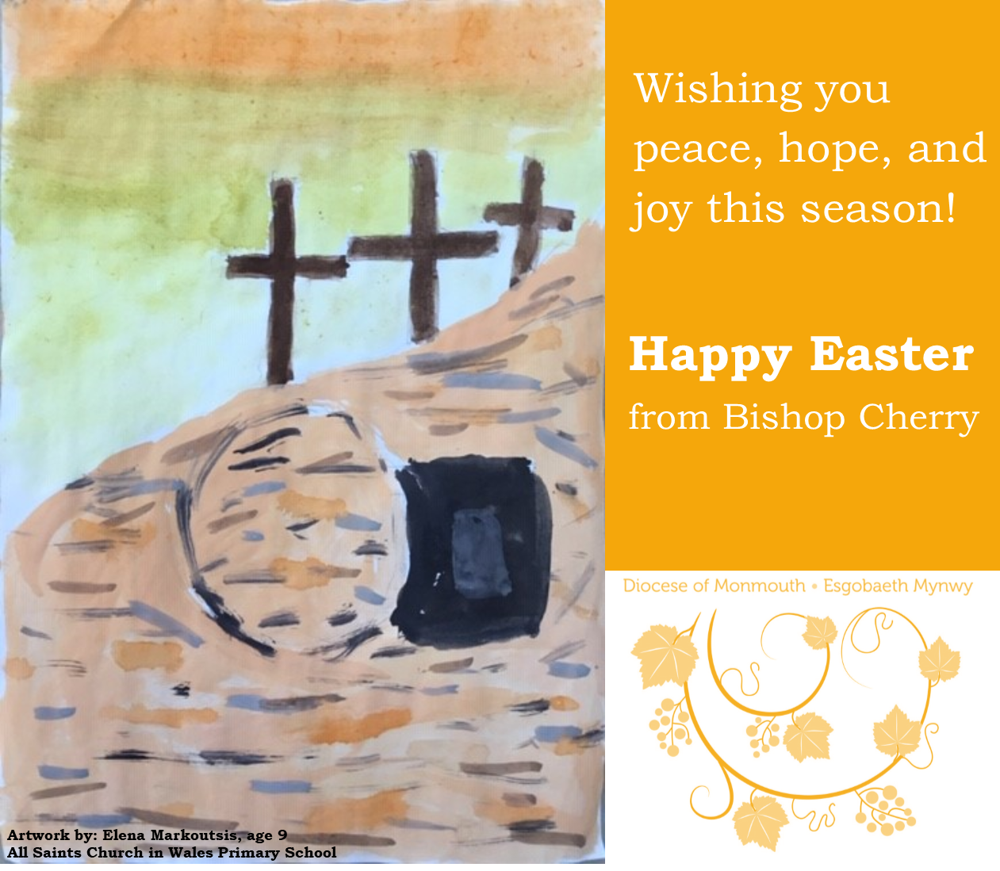 Wishing you
peace, hope, and
joy this season!
Happy Easter
from Bishop Cherry
Diocese of Monmouth • Esgobaeth Mynwy
Artwork by: Elena Markoutsis, age 9
All Saints Church in Wales Primary School